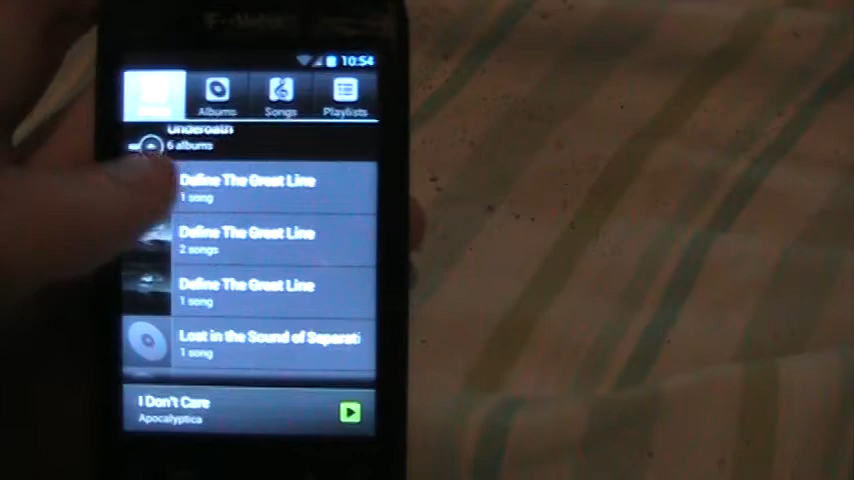 10:54
Albums Songs Playlists
Underoath
6 albums
Define The Great Line
1 song
Define The Great Line
2 songs
Define The Great Line
1 song
Lost in the Sound of Separati
1 song
I Don't Care
Apocalyptica